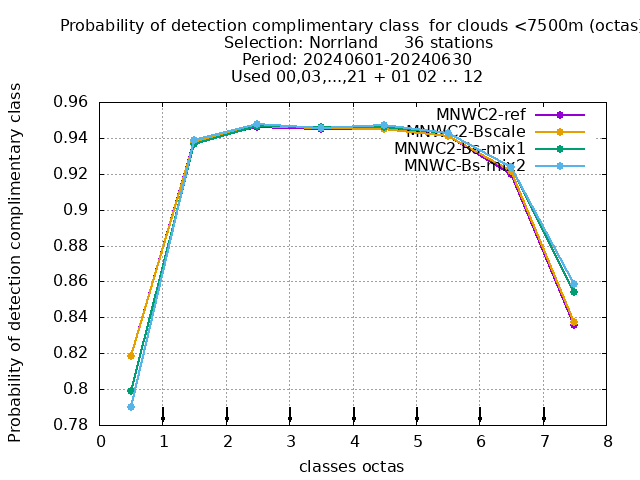 Probability of detection complimentary class  for clouds <7500m (octas)
Selection: Norrland     36 stations
Period: 20240601-20240630
Used 00,03,...,21 + 01 02 ... 12
Probability of detection complimentary class
0.96
0.94
0.92
0.9
0.88
0.86
0.84
0.82
0.8
0.78
MNWC2-ref
MNWC2-Bscale
MNWC2-Bs-mix1
MNWC-Bs-mix2
0 1 2 3 4 5 6 7 8
classes octas